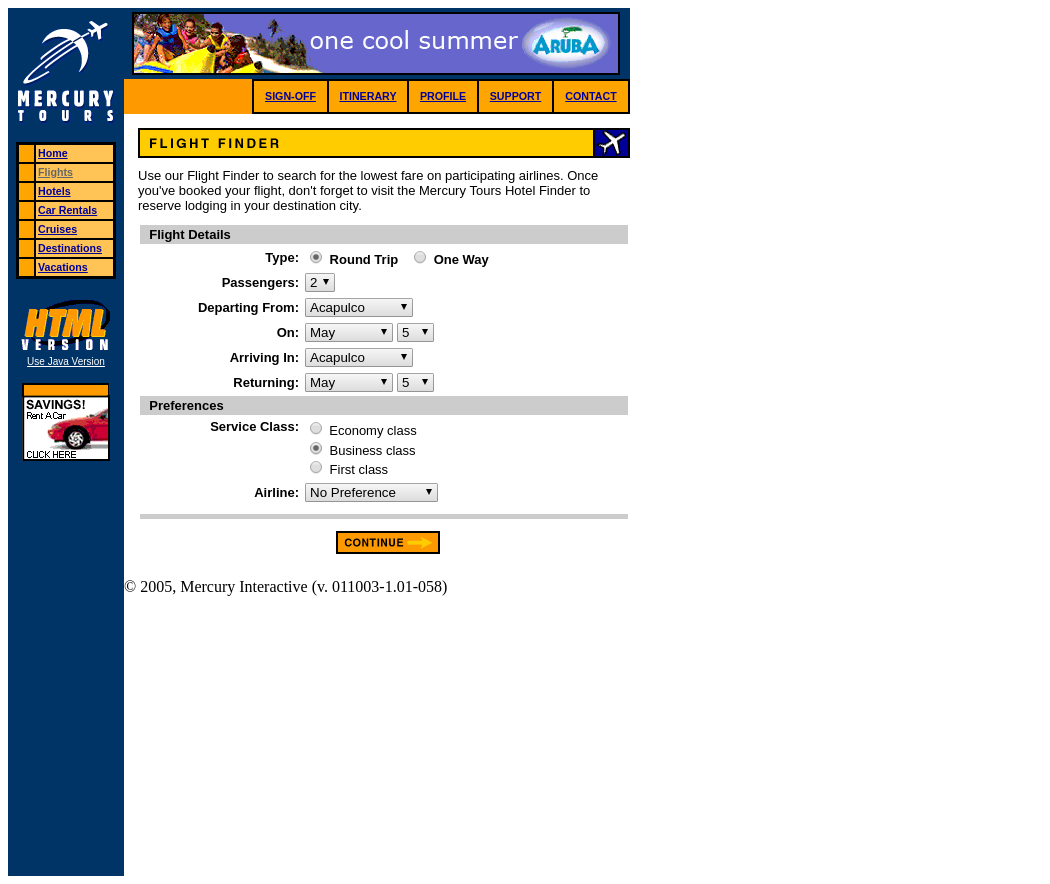 MERCURY
TOURS
one cool summer
ARUBA
SIGN-OFF
ITINERARY
PROFILE
SUPPORT
CONTACT
Home
Flights
Hotels
Car Rentals
Cruises
Destinations
Vacations
HTML
VERSION
Use Java Version
SAVINGS!
Rent A Car
CLICK HERE
FLIGHT FINDER
Use our Flight Finder to search for the lowest fare on participating airlines. Once
you've booked your flight, don't forget to visit the Mercury Tours Hotel Finder to
reserve lodging in your destination city.
Flight Details
Type: Round Trip One Way
Passengers: 2
Departing From: Acapulco
On: May 5
Arriving In: Acapulco
Returning: May 5
Preferences
Service Class: Economy class
Business class
First class
Airline: No Preference
CONTINUE
© 2005, Mercury Interactive (v. 011003-1.01-058)